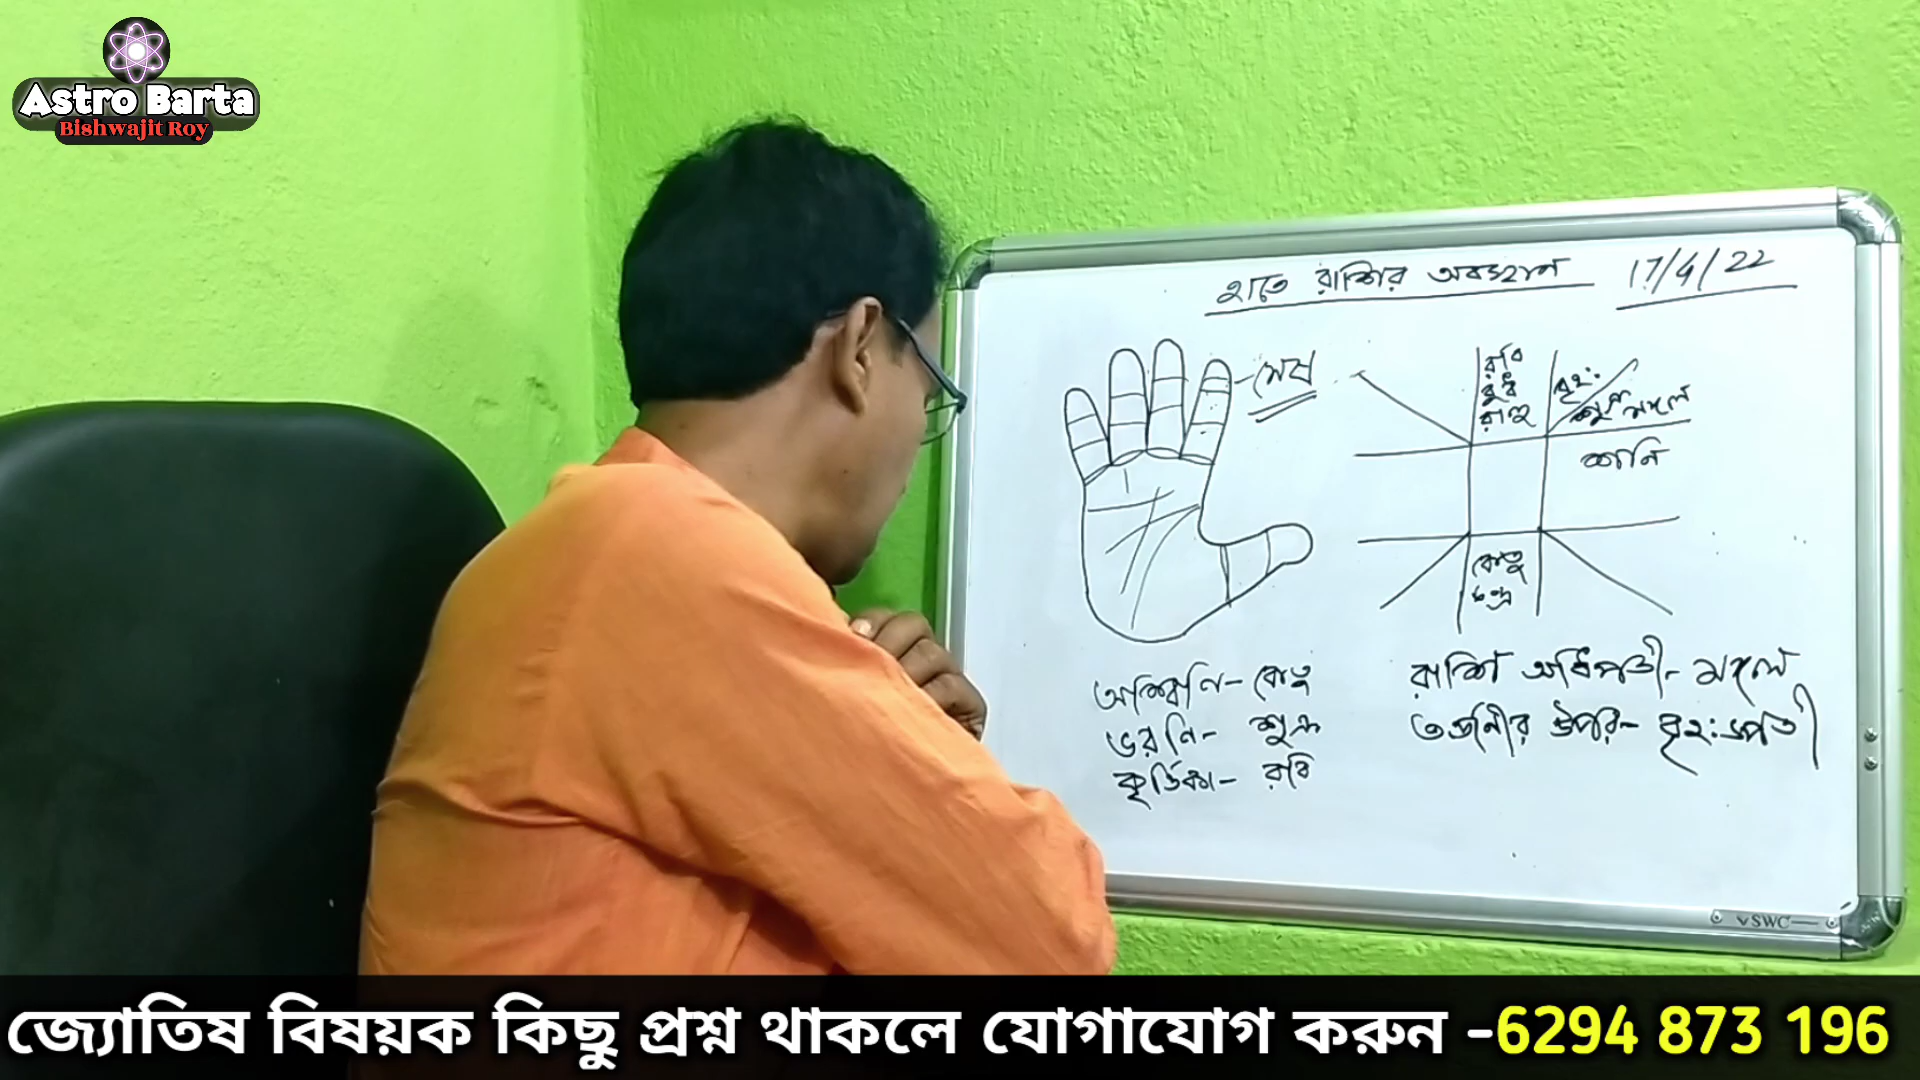 Astro Barta
Bishwajit Roy
হাতে রাশির অবস্থান 17/4/22
মেষ
রবি
বুধ
রাহু
বৃহঃ
শুক্র মঙ্গল
শনি
কেতু
চন্দ্র
অশ্বিণি - কেতু
ভরণি - শুক্র
কৃত্তিকা - রবি
রাশি অধিপতী - মঙ্গল
তর্জনীর উপর - বৃহঃস্পতী
SWC
জ্যোতিষ বিষয়ক কিছু প্রশ্ন থাকলে যোগাযোগ করুন -6294 873 196